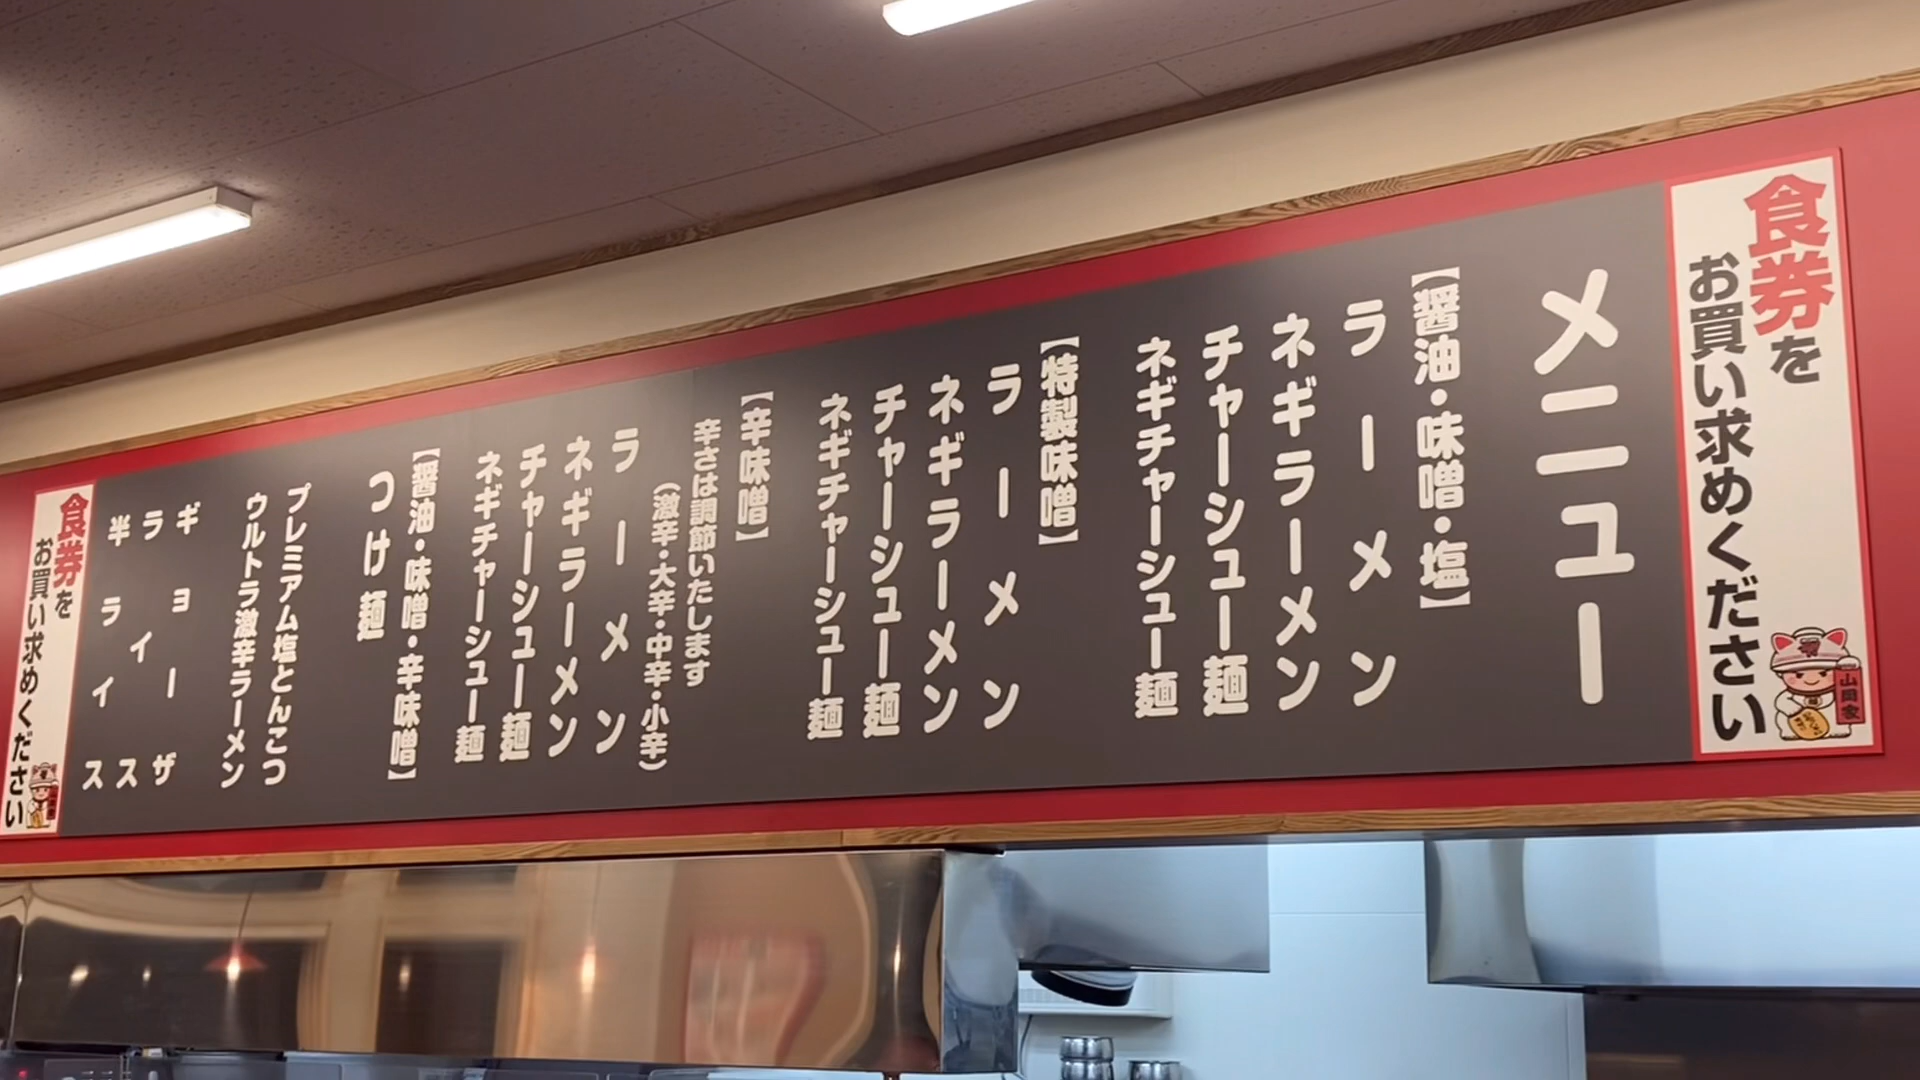 食券を
お買い求めください
山岡家
メニュー
【醤油・味噌・塩】
ラーメン
ネギラーメン
チャーシュー麺
ネギチャーシュー麺
【特製味噌】
ラーメン
ネギラーメン
チャーシュー麺
ネギチャーシュー麺
【辛味噌】
辛さは調節いたします
(激辛・大辛・中辛・小辛)
ラーメン
ネギラーメン
チャーシュー麺
ネギチャーシュー麺
【醤油・味噌・辛味噌】
つけ麺
プレミアム塩とんこつ
ウルトラ激辛ラーメン
ギョーザ
ライス
半ライス
食券を
お買い求めください